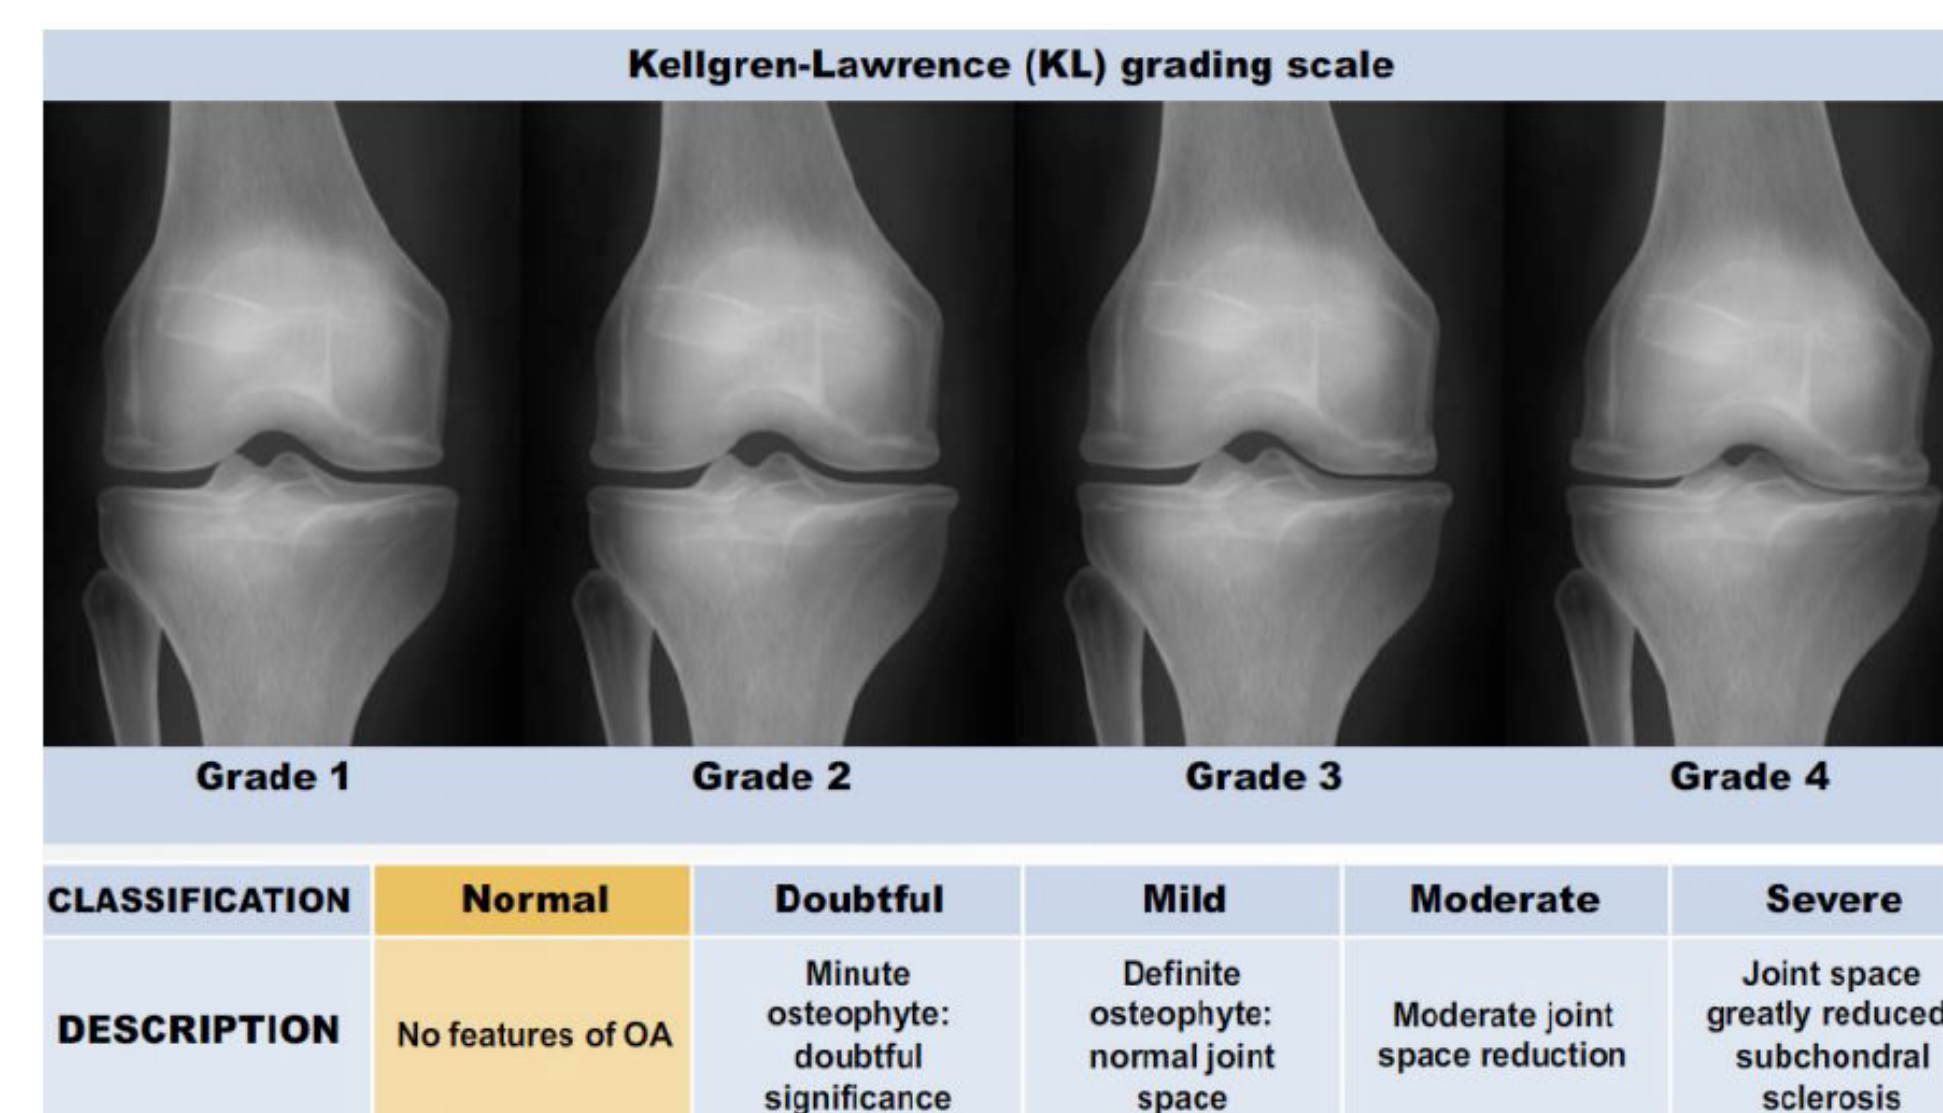 Kellgren-Lawrence (KL) grading scale
Grade 1
Grade 2
Grade 3
Grade 4
CLASSIFICATION
Normal
Doubtful
Mild
Moderate
Severe
DESCRIPTION
No features of OA
Minute
osteophyte:
doubtful
significance
Definite
osteophyte:
normal joint
space
Moderate joint
space reduction
Joint space
greatly reduced
subchondral
sclerosis